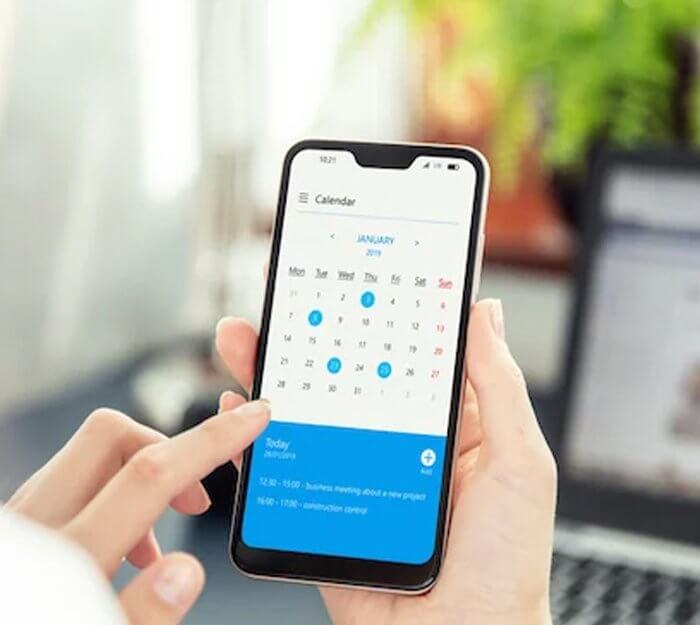 10:21 LTE
Calendar
< JANUARY >
2019
Mon Tue Wed Thu Fri Sat Sun
31 1 2 3 4 5 6
7 8 9 10 11 12 13
14 15 16 17 18 19 20
21 22 23 24 25 26 27
28 29 30 31 1 2 3
Today
Add
12:30 - 15:00 - business meeting about a new project
16:00 - 17:00 - construction control